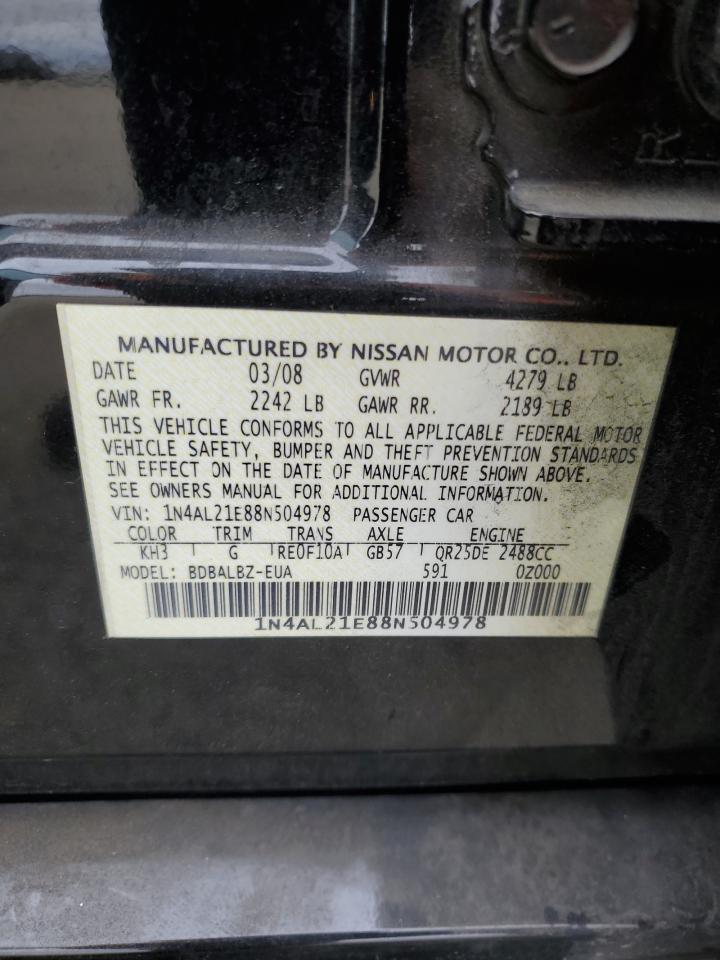 MANUFACTURED BY NISSAN MOTOR CO., LTD.
DATE 03/08 GVWR 4279 LB
GAWR FR. 2242 LB GAWR RR. 2189 LB
THIS VEHICLE CONFORMS TO ALL APPLICABLE FEDERAL MOTOR
VEHICLE SAFETY, BUMPER AND THEFT PREVENTION STANDARDS
IN EFFECT ON THE DATE OF MANUFACTURE SHOWN ABOVE.
SEE OWNERS MANUAL FOR ADDITIONAL INFORMATION.
VIN: 1N4AL21E88N504978 PASSENGER CAR
COLOR TRIM TRANS AXLE ENGINE
KH3 G RE0F10A GB57 QR25DE 2488CC
MODEL: BDBALBZ-EUA 591 0Z000
1N4AL21E88N504978